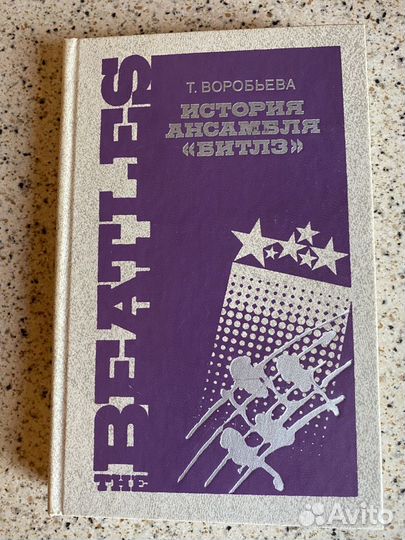 Т. ВОРОБЬЕВА
ИСТОРИЯ
АНСАМБЛЯ
«БИТЛЗ»
THE BEATLES
Avito